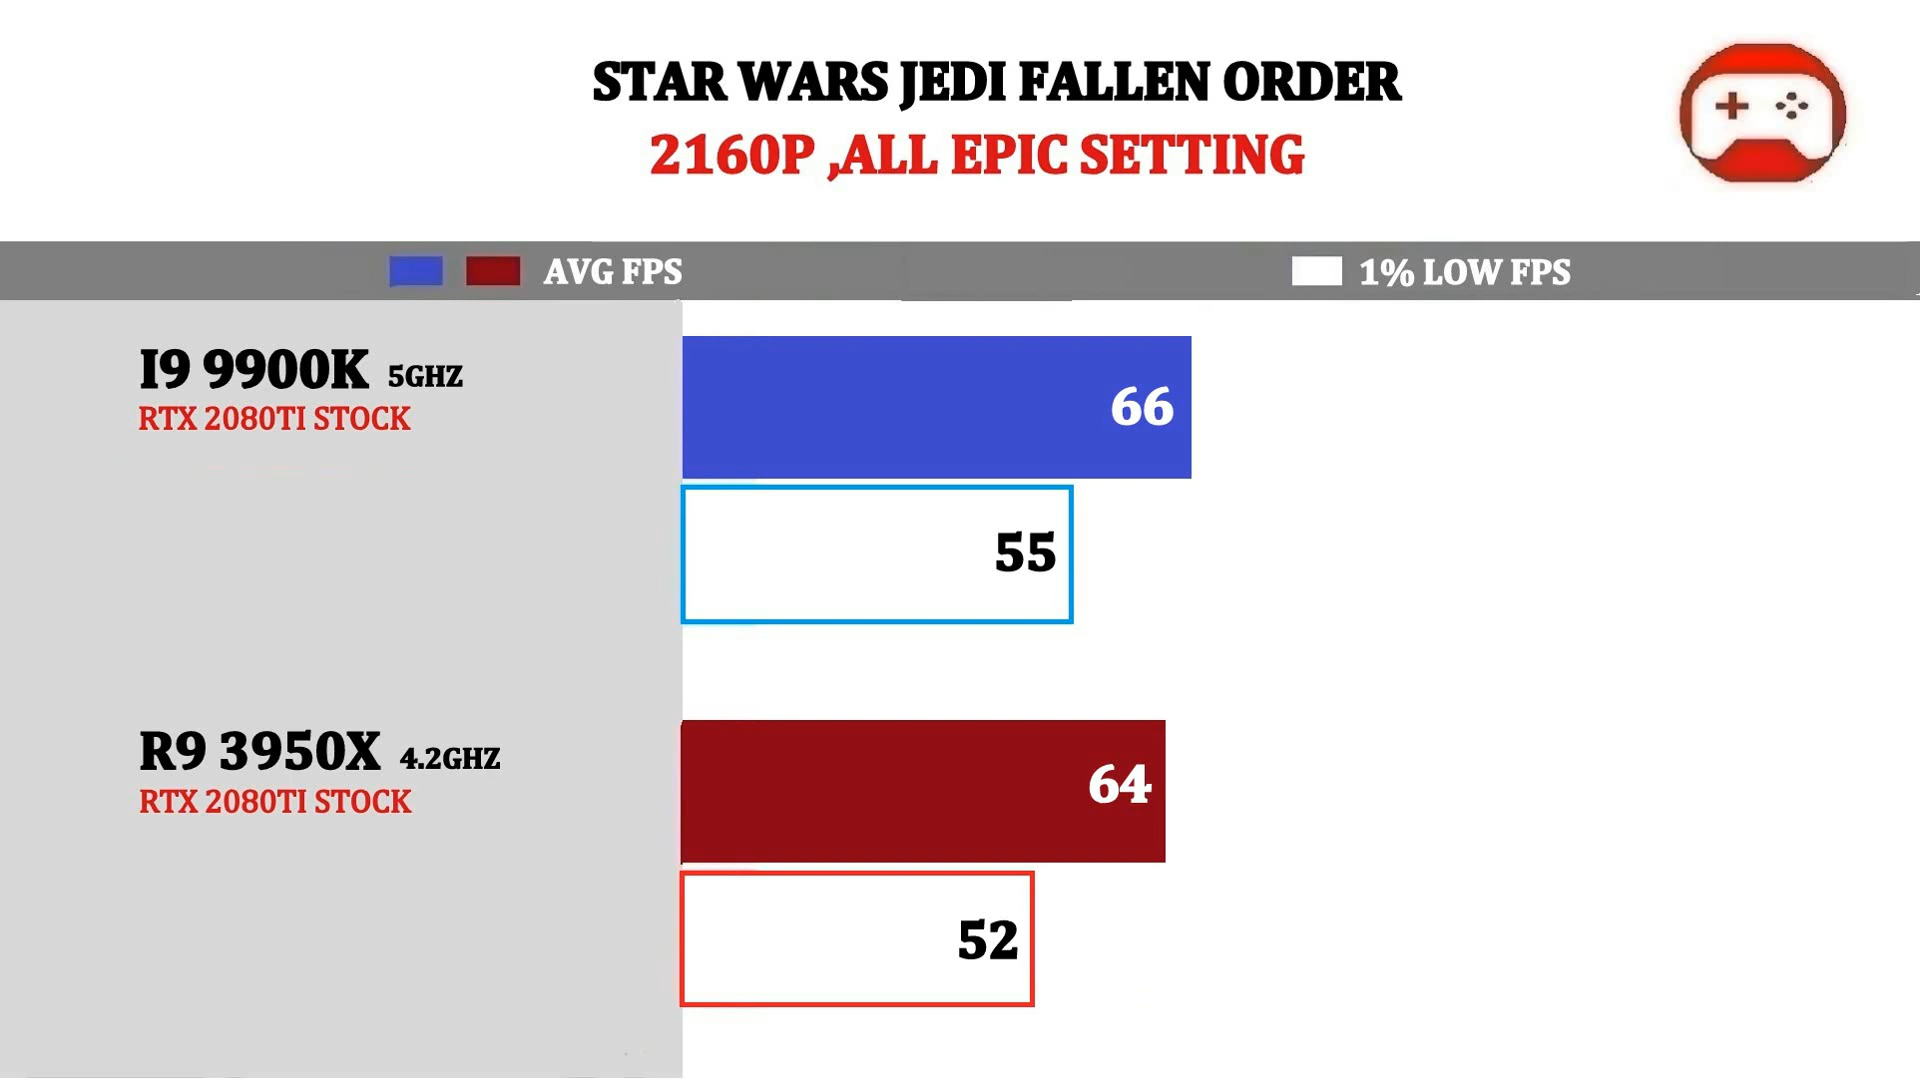 STAR WARS JEDI FALLEN ORDER
2160P ,ALL EPIC SETTING
AVG FPS
1% LOW FPS
I9 9900K 5GHZ
RTX 2080TI STOCK
66
55
R9 3950X 4.2GHZ
RTX 2080TI STOCK
64
52